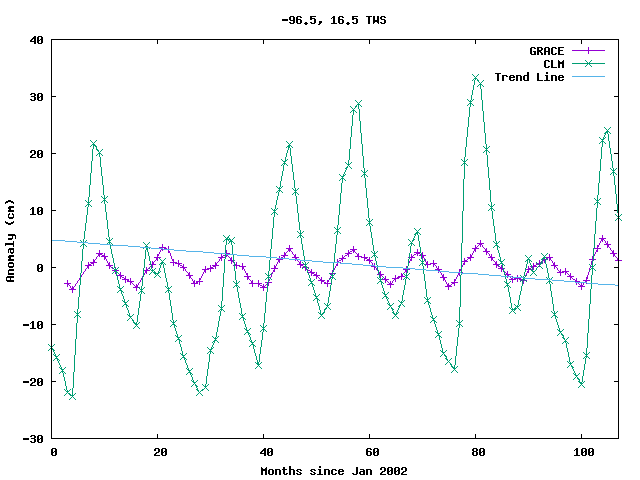 -96.5, 16.5 TWS
GRACE
CLM
Trend Line
40
30
20
10
0
-10
-20
-30
Anomaly (cm)
0 20 40 60 80 100
Months since Jan 2002